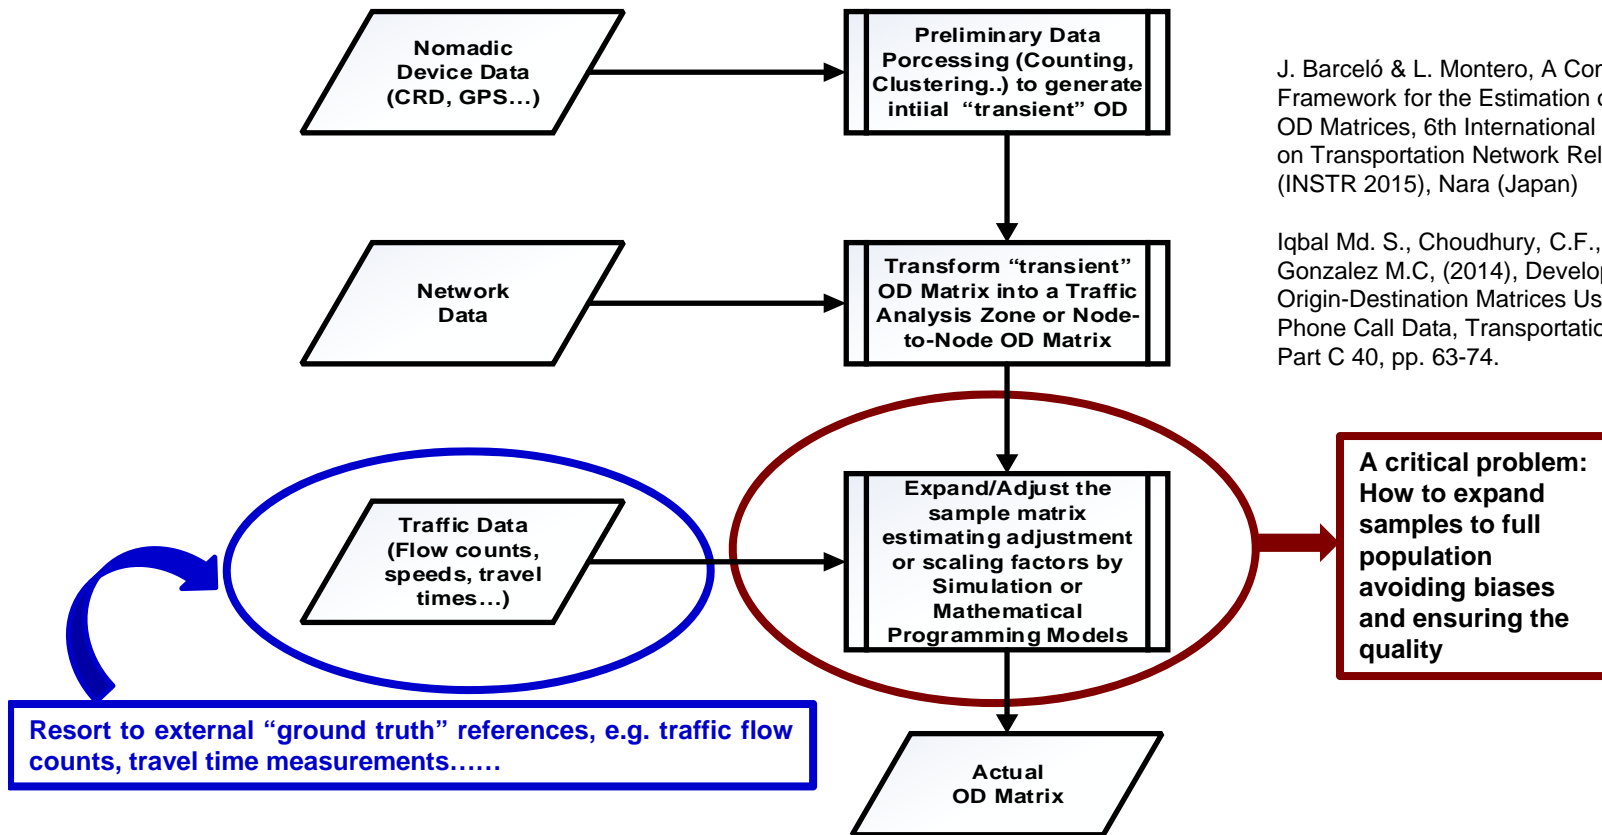 Nomadic
Device Data
(CRD, GPS...)
Preliminary Data
Porcessing (Counting,
Clustering..) to generate
intiial “transient” OD
J. Barceló & L. Montero, A
Framework for the Estimation
OD Matrices, 6th International
on Transportation Network
(INSTR 2015), Nara (Japan)
Iqbal Md. S., Choudhury, C.F.,
Gonzalez M.C, (2014),
Origin-Destination Matrices
Phone Call Data,
Part C 40, pp. 63-74.
Network
Data
Transform “transient”
OD Matrix into a Traffic
Analysis Zone or Node-
to-Node OD Matrix
Traffic Data
(Flow counts,
speeds, travel
times...)
Expand/Adjust the
sample matrix
estimating adjustment
or scaling factors by
Simulation or
Mathematical
Programming Models
A critical problem:
How to expand
samples to full
population
avoiding biases
and ensuring the
quality
Resort to external “ground truth” references, e.g. traffic flow
counts, travel time measurements......
Actual
OD Matrix